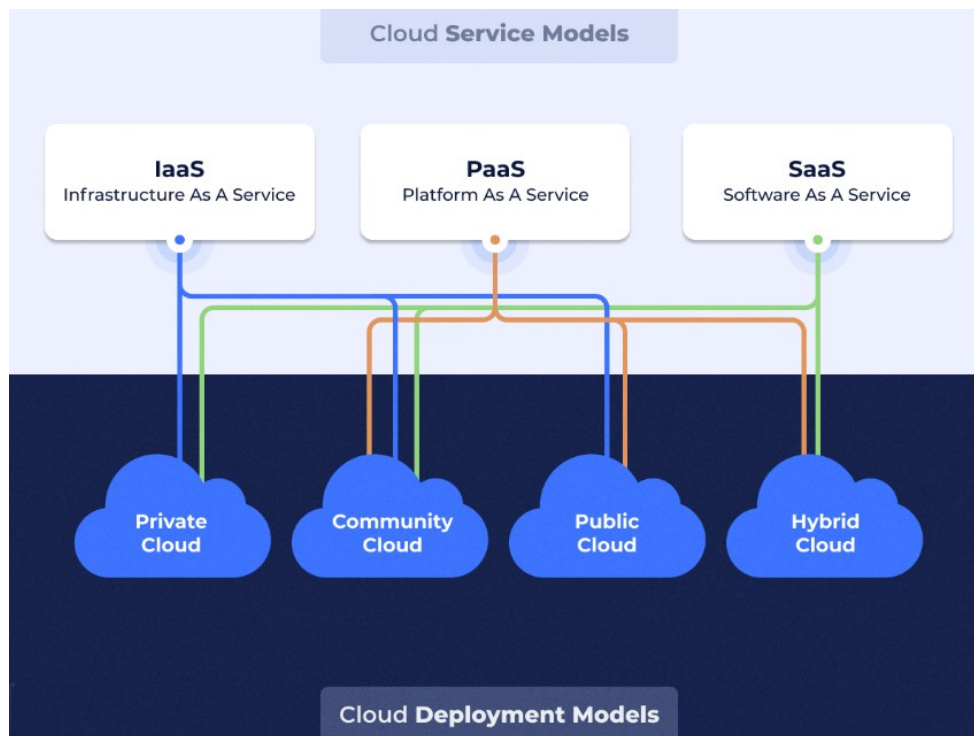 Cloud Service Models
IaaS
Infrastructure As A Service
PaaS
Platform As A Service
SaaS
Software As A Service
Private
Cloud
Community
Cloud
Public
Cloud
Hybrid
Cloud
Cloud Deployment Models